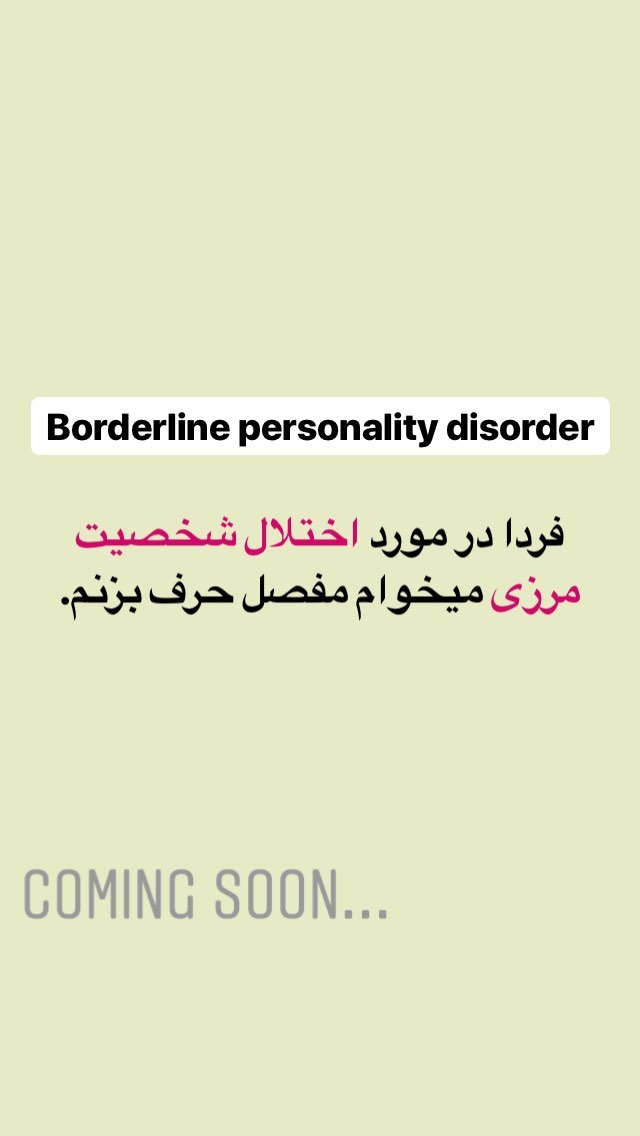 Borderline personality disorder
فردا در مورد اختلال شخصیت
مرزی میخوام مفصل حرف بزنم.
COMING SOON...